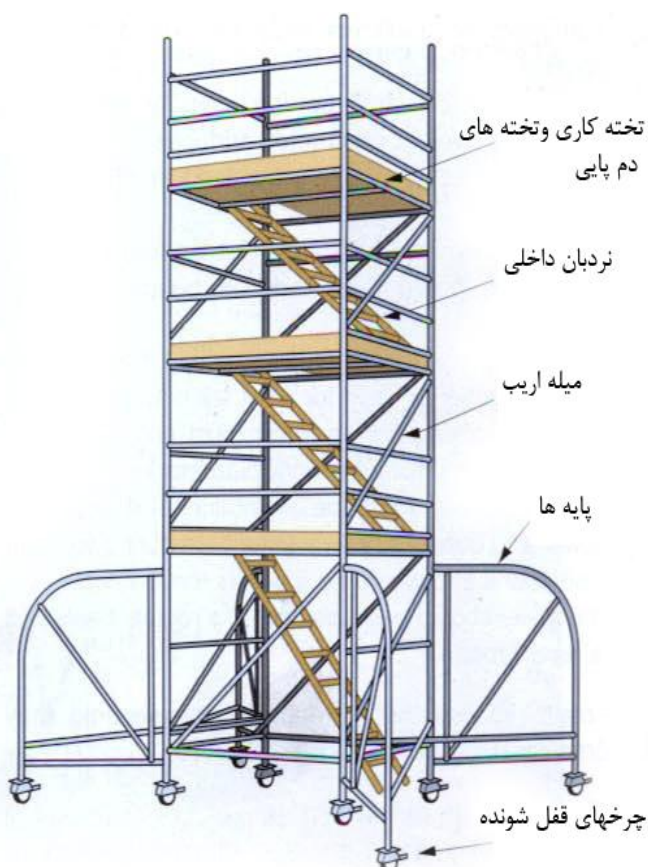 تخته کاری وتخته های
دم پایی
نردبان داخلی
میله اریب
پایه ها
چرخهای قفل شونده